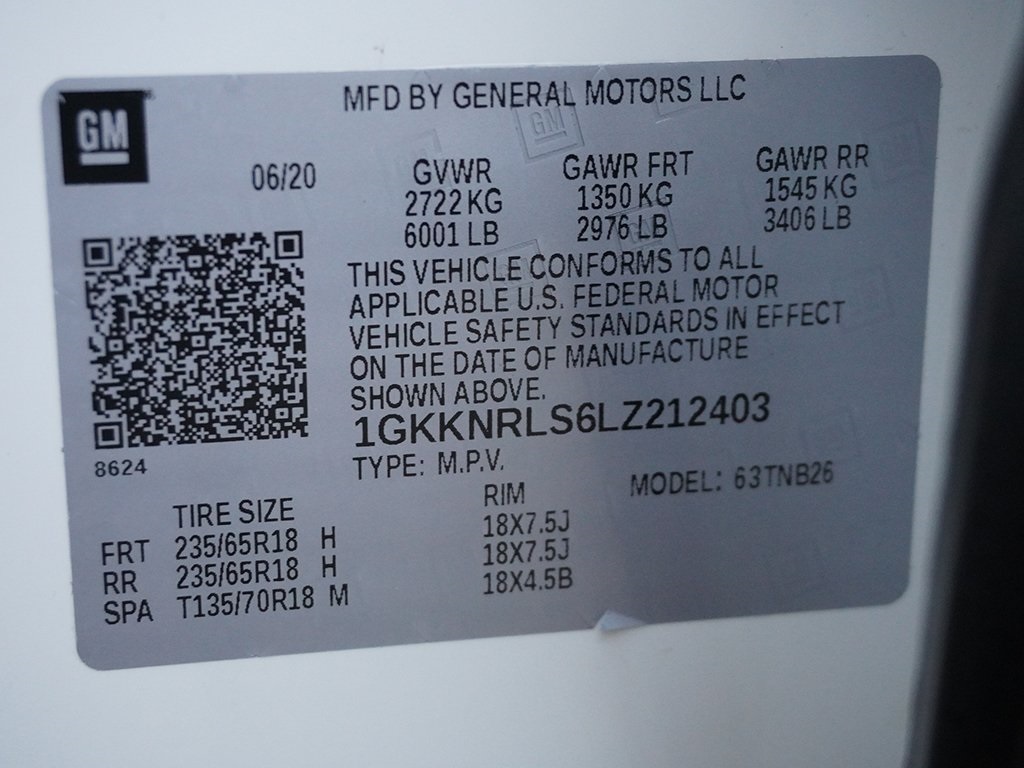 GM
MFD BY GENERAL MOTORS LLC
06/20
GVWR GAWR FRT GAWR RR
2722 KG 1350 KG 1545 KG
6001 LB 2976 LB 3406 LB
THIS VEHICLE CONFORMS TO ALL
APPLICABLE U.S. FEDERAL MOTOR
VEHICLE SAFETY STANDARDS IN EFFECT
ON THE DATE OF MANUFACTURE
SHOWN ABOVE.
1GKKNRLS6LZ212403
8624
TYPE: M.P.V. MODEL: 63TNB26
TIRE SIZE RIM
FRT 235/65R18 H 18X7.5J
RR 235/65R18 H 18X7.5J
SPA T135/70R18 M 18X4.5B